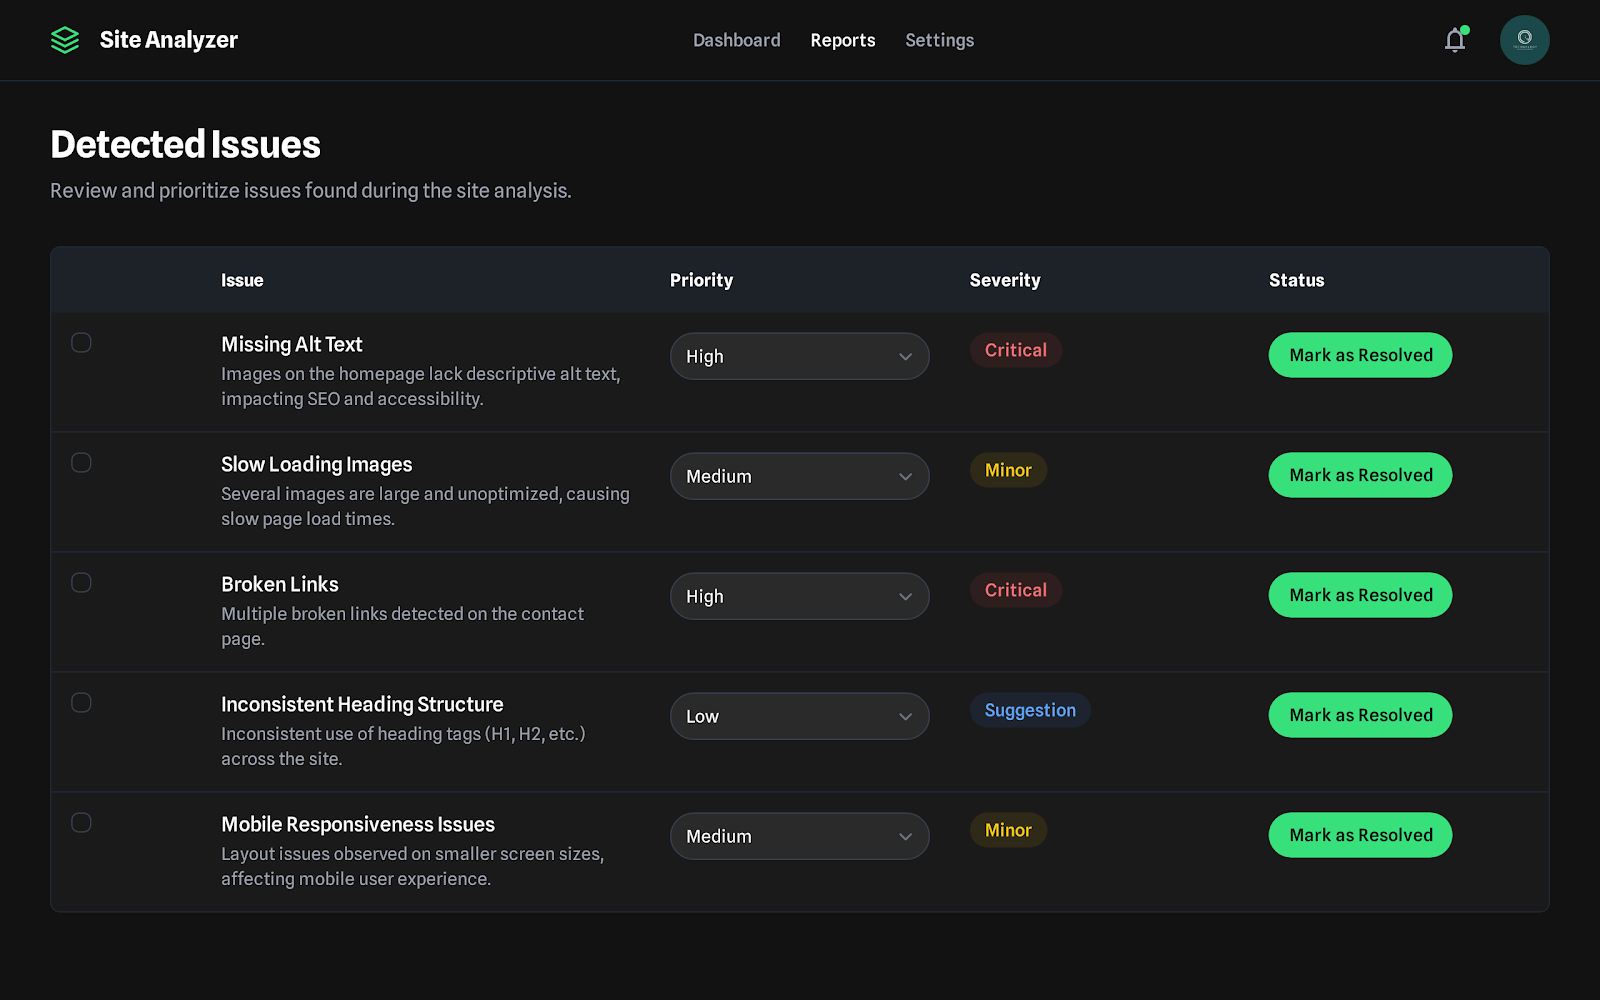 Site Analyzer
Dashboard
Reports
Settings
Detected Issues
Review and prioritize issues found during the site analysis.
Issue
Priority
Severity
Status
Missing Alt Text
Images on the homepage lack descriptive alt text,
impacting SEO and accessibility.
High
Critical
Mark as Resolved
Slow Loading Images
Several images are large and unoptimized, causing
slow page load times.
Medium
Minor
Mark as Resolved
Broken Links
Multiple broken links detected on the contact
page.
High
Critical
Mark as Resolved
Inconsistent Heading Structure
Inconsistent use of heading tags (H1, H2, etc.)
across the site.
Low
Suggestion
Mark as Resolved
Mobile Responsiveness Issues
Layout issues observed on smaller screen sizes,
affecting mobile user experience.
Medium
Minor
Mark as Resolved